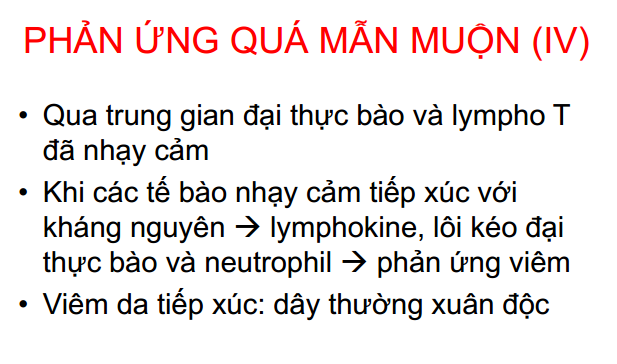 PHẢN ỨNG QUÁ MẪN MUỘN (IV)
• Qua trung gian đại thực bào và lympho T
đã nhạy cảm
• Khi các tế bào nhạy cảm tiếp xúc với
kháng nguyên → lymphokine, lôi kéo đại
thực bào và neutrophil → phản ứng viêm
• Viêm da tiếp xúc: dây thường xuân độc